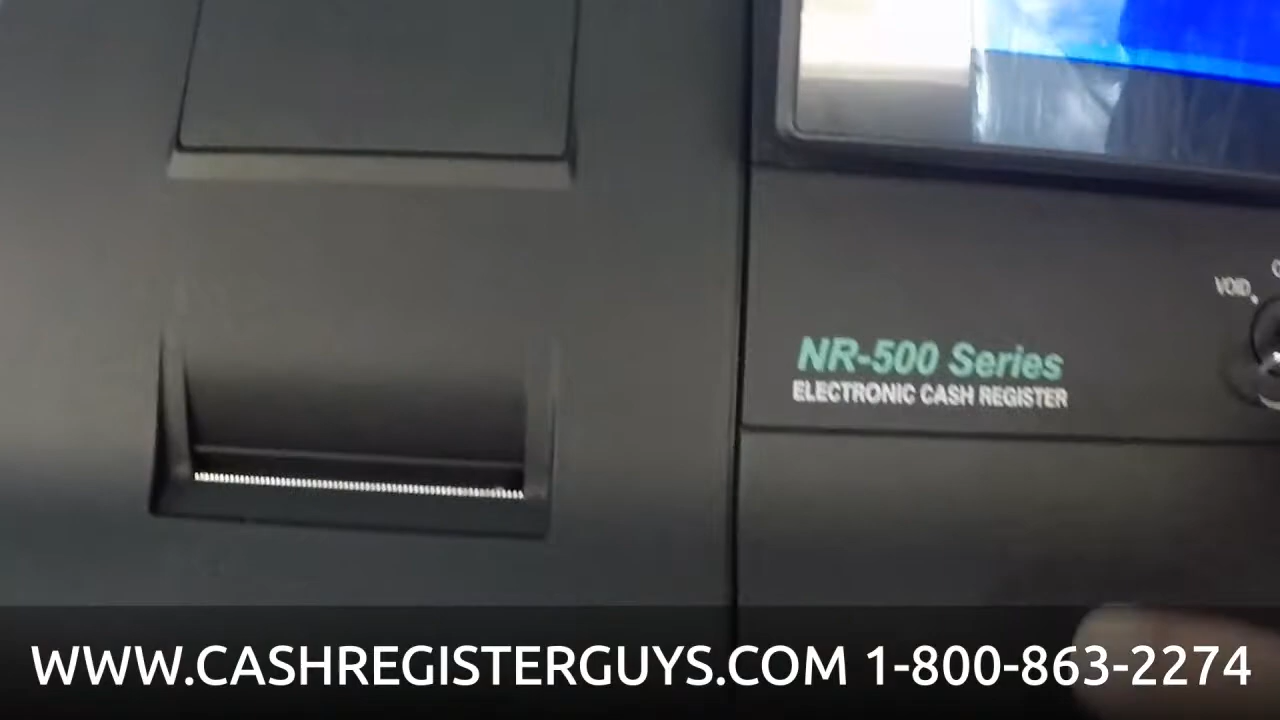 VOID
NR-500 Series
ELECTRONIC CASH REGISTER
WWW.CASHREGISTERGUYS.COM 1-800-863-2274